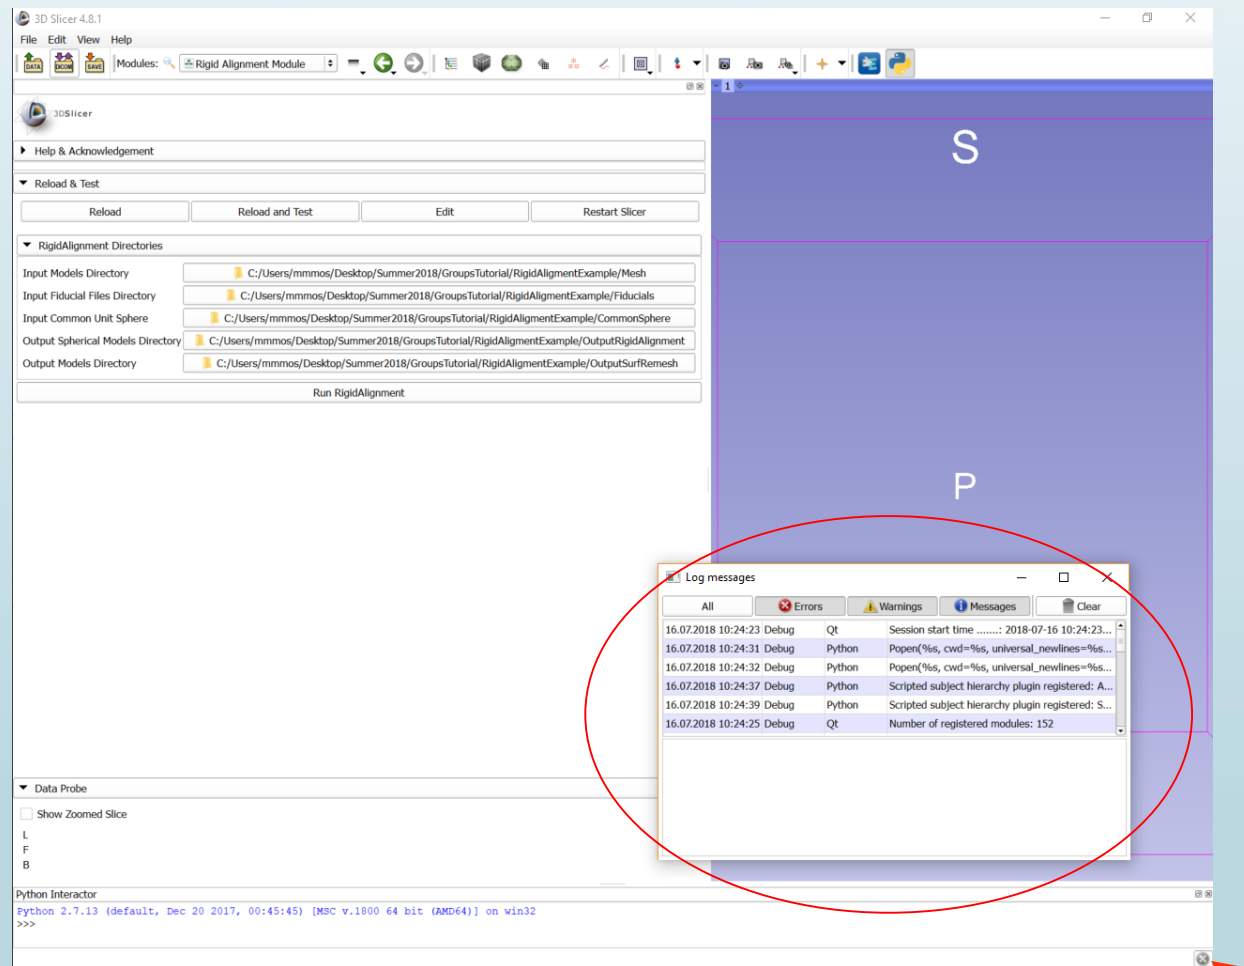 3D Slicer 4.8.1
File Edit View Help
DATA DICOM SAVE Modules: Rigid Alignment Module
1
3DSlicer
S
Help & Acknowledgement
Reload & Test
Reload Reload and Test Edit Restart Slicer
RigidAlignment Directories
Input Models Directory C:/Users/mmmos/Desktop/Summer2018/GroupsTutorial/RigidAligmentExample/Mesh
Input Fiducial Files Directory C:/Users/mmmos/Desktop/Summer2018/GroupsTutorial/RigidAligmentExample/Fiducials
Input Common Unit Sphere C:/Users/mmmos/Desktop/Summer2018/GroupsTutorial/RigidAligmentExample/CommonSphere
Output Spherical Models Directory C:/Users/mmmos/Desktop/Summer2018/GroupsTutorial/RigidAligmentExample/OutputRigidAlignment
Output Models Directory C:/Users/mmmos/Desktop/Summer2018/GroupsTutorial/RigidAligmentExample/OutputSurfRemesh
Run RigidAlignment
P
Log messages
All Errors Warnings Messages Clear
16.07.2018 10:24:23 Debug Qt Session start time .......: 2018-07-16 10:24:23...
16.07.2018 10:24:31 Debug Python Popen(%s, cwd=%s, universal_newlines=%s...
16.07.2018 10:24:32 Debug Python Popen(%s, cwd=%s, universal_newlines=%s...
16.07.2018 10:24:37 Debug Python Scripted subject hierarchy plugin registered: A...
16.07.2018 10:24:39 Debug Python Scripted subject hierarchy plugin registered: S...
16.07.2018 10:24:25 Debug Qt Number of registered modules: 152
Data Probe
Show Zoomed Slice
L
F
B
Python Interactor
Python 2.7.13 (default, Dec 20 2017, 00:45:45) [MSC v.1800 64 bit (AMD64)] on win32
>>>